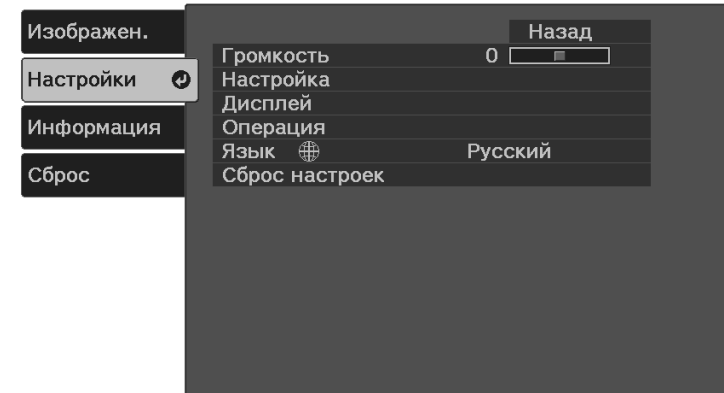 Изображен.
Настройки
Информация
Сброс
Назад
Громкость 0
Настройка
Дисплей
Операция
Язык Русский
Сброс настроек